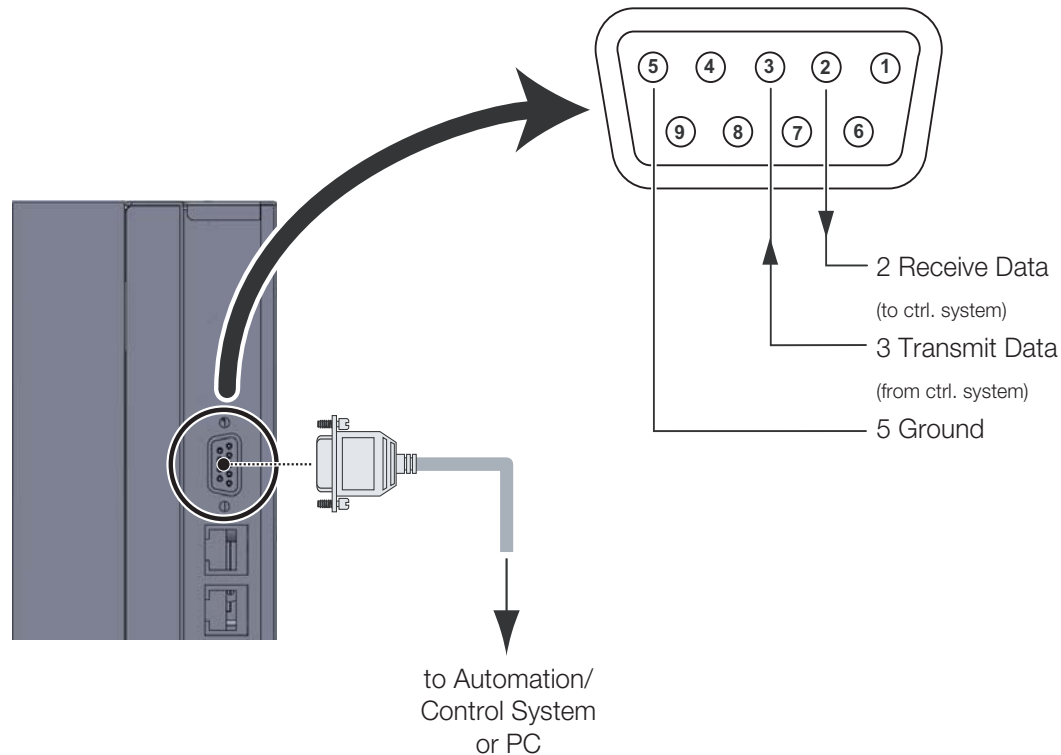 5 4 3 2 1
9 8 7 6
2 Receive Data
(to ctrl. system)
3 Transmit Data
(from ctrl. system)
5 Ground
to Automation/
Control System
or PC